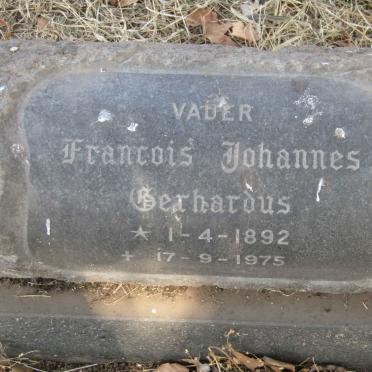 VADER
Francois Johannes
Gerhardus
* 1-4-1892
+ 17-9-1975